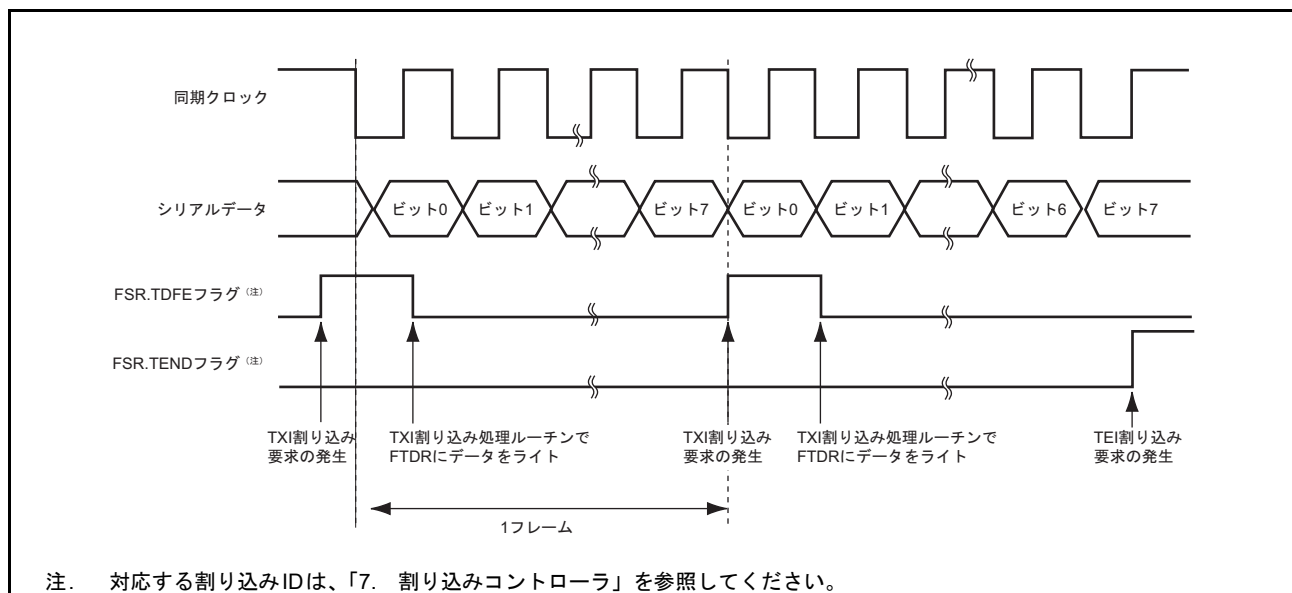 同期クロック
シリアルデータ
ビット0
ビット1
ビット7
ビット0
ビット1
ビット6
ビット7
FSR.TDFEフラグ（注）
FSR.TENDフラグ（注）
TXI割り込み
要求の発生
TXI割り込み処理ルーチンで
FTDRにデータをライト
TXI割り込み
要求の発生
TXI割り込み処理ルーチンで
FTDRにデータをライト
TEI割り込み
要求の発生
1フレーム
注. 対応する割り込みIDは、「7. 割り込みコントローラ」を参照してください。